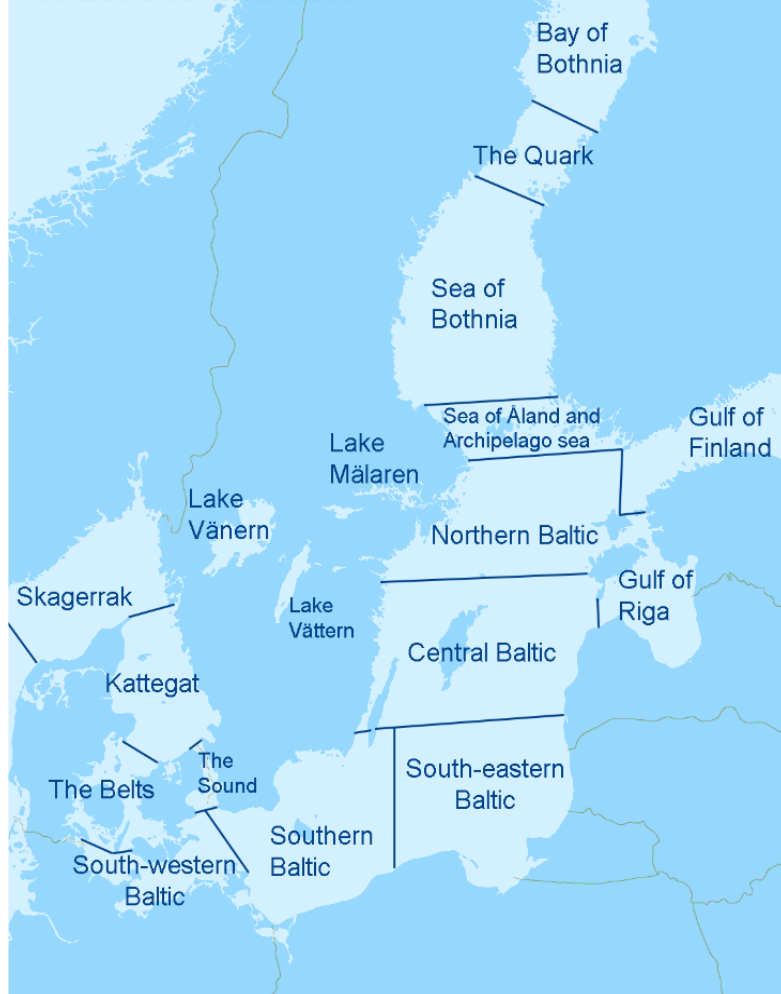 Bay of
Bothnia
The Quark
Sea of
Bothnia
Sea of Åland and
Archipelago sea
Gulf of
Finland
Lake
Mälaren
Lake
Vänern
Northern Baltic
Skagerrak
Lake
Vättern
Gulf of
Riga
Central Baltic
Kattegat
The
Sound
The Belts
South-eastern
Baltic
Southern
Baltic
South-western
Baltic